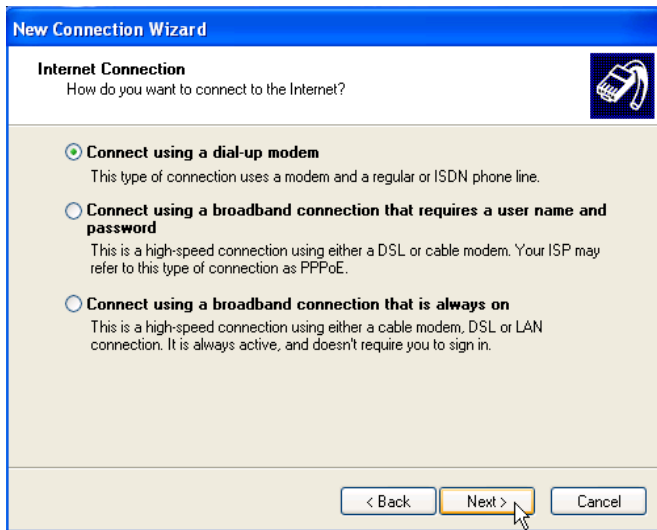 New Connection Wizard
Internet Connection
How do you want to connect to the Internet?
Connect using a dial-up modem
This type of connection uses a modem and a regular or ISDN phone line.
Connect using a broadband connection that requires a user name and
password
This is a high-speed connection using either a DSL or cable modem. Your ISP may
refer to this type of connection as PPPoE.
Connect using a broadband connection that is always on
This is a high-speed connection using either a cable modem, DSL or LAN
connection. It is always active, and doesn't require you to sign in.
< Back Next > Cancel